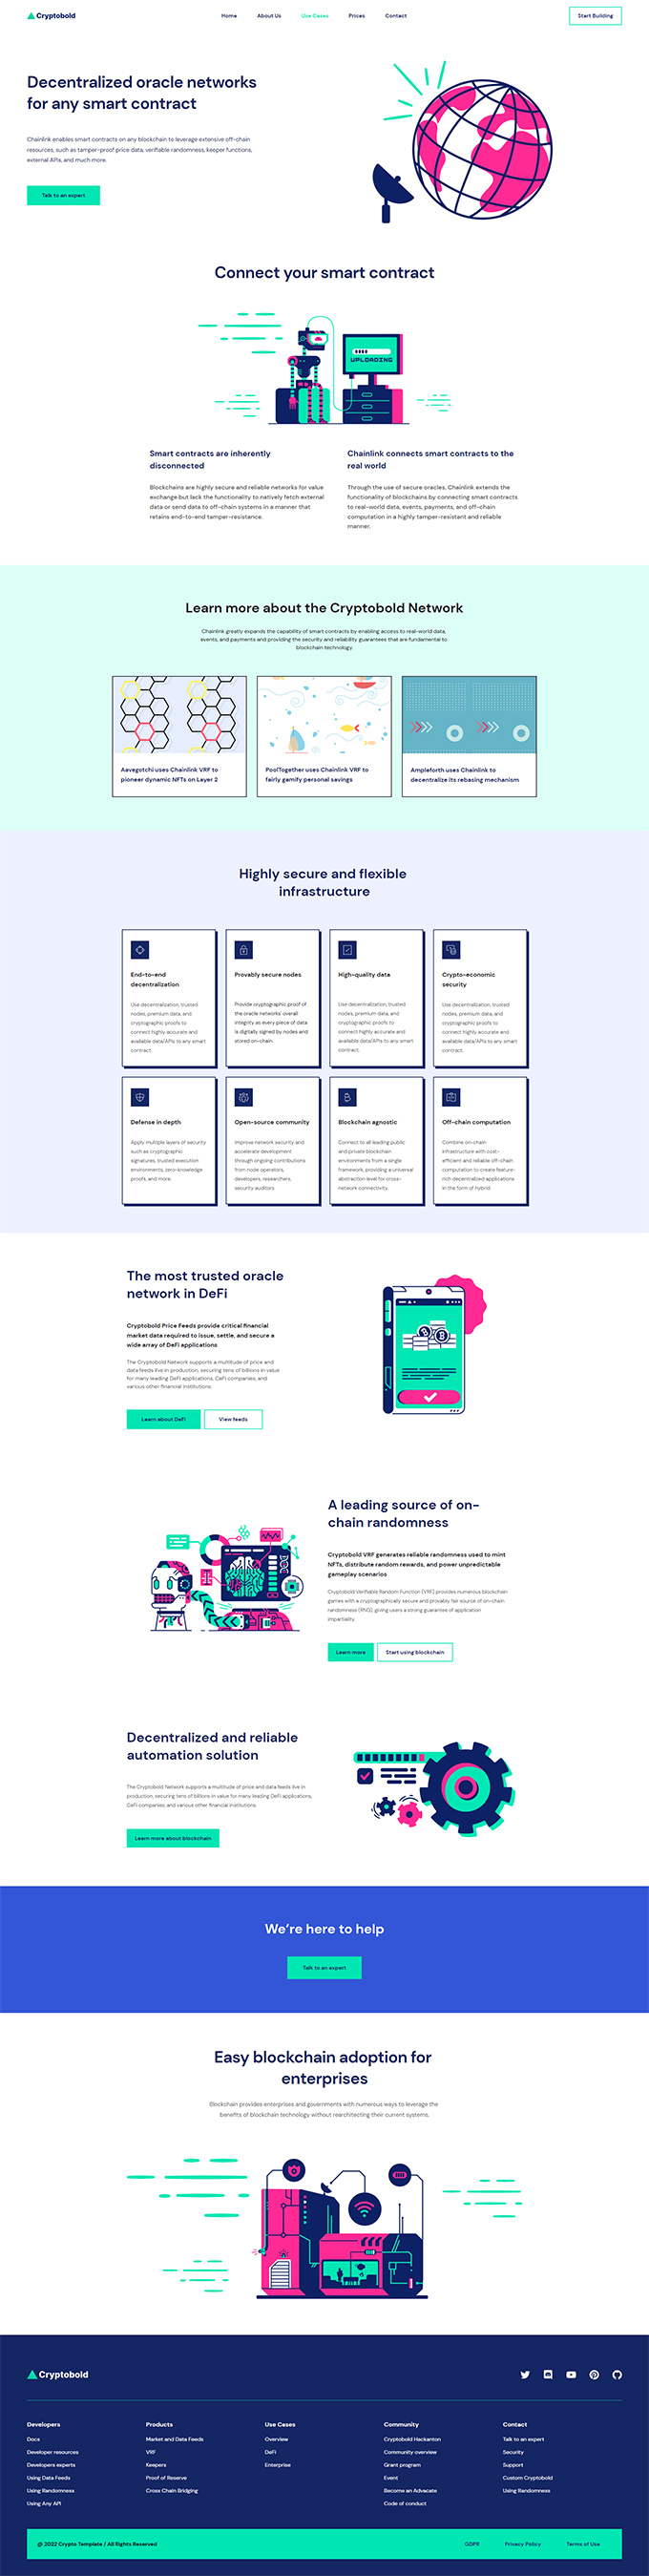 Cryptobold
Home About Us Use Cases Prices Contact
Start Building
Decentralized oracle networks
for any smart contract
Chainlink enables smart contracts on any blockchain to leverage extensive off-chain
resources, such as tamper-proof price data, verifiable randomness, keeper functions,
external APIs, and much more.
Talk to an expert
Connect your smart contract
UPLOADING
Smart contracts are inherently
disconnected
Blockchains are highly secure and reliable networks for value
exchange but lack the functionality to natively fetch external
data or send data to off-chain systems in a manner that
retains end-to-end tamper-resistance.
Chainlink connects smart contracts to the
real world
Through the use of secure oracles, Chainlink extends the
functionality of blockchains by connecting smart contracts
to real-world data, events, payments, and off-chain
computation in a highly tamper-resistant and reliable
manner.
Learn more about the Cryptobold Network
Chainlink greatly expands the capability of smart contracts by enabling access to real-world data,
events, and payments and providing the security and reliability guarantees that are fundamental to
blockchain technology.
Aavegotchi uses Chainlink VRF to
pioneer dynamic NFTs on Layer 2
PoolTogether uses Chainlink VRF to
fairly gamify personal savings
Ampleforth uses Chainlink to
decentralize its rebasing mechanism
Highly secure and flexible
infrastructure
End-to-end
decentralization
Use decentralization, trusted
nodes, premium data, and
cryptographic proofs to
connect highly accurate and
available data/APIs to any smart
contract.
Provably secure nodes
Provide cryptographic proof of
the oracle networks' overall
integrity as every piece of data
is digitally signed by nodes and
stored on-chain.
High-quality data
Use decentralization, trusted
nodes, premium data, and
cryptographic proofs to
connect highly accurate and
available data/APIs to any smart
contract.
Crypto-economic
security
Use decentralization, trusted
nodes, premium data, and
cryptographic proofs to
connect highly accurate and
available data/APIs to any smart
contract.
Defense in depth
Apply multiple layers of security
such as cryptographic
signatures, trusted execution
environments, zero-knowledge
proofs, and more.
Open-source community
Improve network security and
accelerate development
through ongoing contributions
from node operators,
developers, researchers,
security auditors
Blockchain agnostic
Connect to all leading public
and private blockchain
environments from a single
framework, providing a universal
abstraction level for cross-
network connectivity.
Off-chain computation
Combine on-chain
infrastructure with cost-
efficient and reliable off-chain
computation to create feature-
rich decentralized applications
in the form of hybrid
The most trusted oracle
network in DeFi
Cryptobold Price Feeds provide critical financial
market data required to issue, settle, and secure a
wide array of DeFi applications
The Cryptobold Network supports a multitude of price and
data feeds live in production, securing tens of billions in value
for many leading DeFi applications, CeFi companies, and
various other financial institutions.
Learn about DeFi View feeds
A leading source of on-
chain randomness
Cryptobold VRF generates reliable randomness used to mint
NFTs, distribute random rewards, and power unpredictable
gameplay scenarios
Cryptobold Verifiable Random Function (VRF) provides numerous blockchain
games with a cryptographically secure and provably fair source of on-chain
randomness (RNG), giving users a strong guarantee of application
impartiality.
Learn more Start using blockchain
Decentralized and reliable
automation solution
The Cryptobold Network supports a multitude of price and data feeds live in
production, securing tens of billions in value for many leading DeFi applications,
CeFi companies, and various other financial institutions.
Learn more about blockchain
We're here to help
Talk to an expert
Easy blockchain adoption for
enterprises
Blockchain provides enterprises and governments with numerous ways to leverage the
benefits of blockchain technology without rearchitecting their current systems.
Cryptobold
Developers
Docs
Developer resources
Developers experts
Using Data Feeds
Using Randomness
Using Any API
Products
Market and Data Feeds
VRF
Keepers
Proof of Reserve
Cross Chain Bridging
Use Cases
Overview
DeFi
Enterprise
Community
Cryptobold Hackanton
Community overview
Grant program
Event
Become an Advacate
Code of conduct
Contact
Talk to an expert
Security
Support
Custom Cryptobold
Using Randomness
@ 2022 Crypto Template / All Rights Reserved
GDPR Privacy Policy Terms of Use